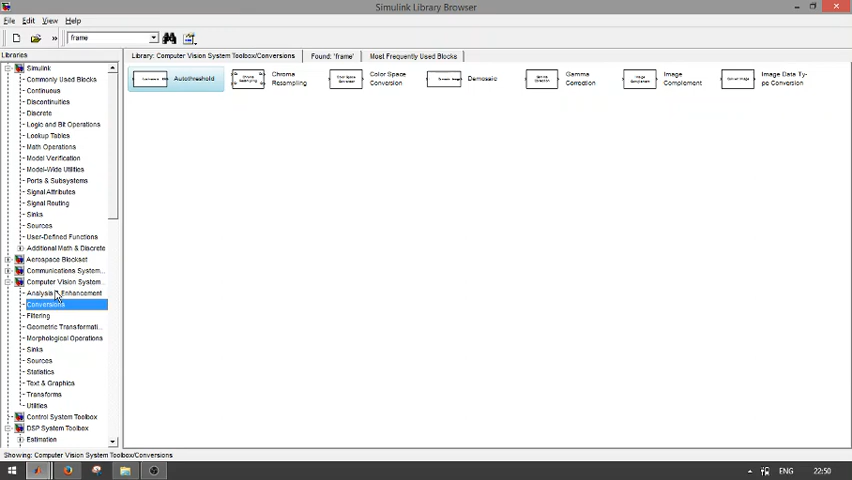 Simulink Library Browser
File Edit View Help
» frame
Libraries
Library: Computer Vision System Toolbox/Conversions
Found: 'frame'
Most Frequently Used Blocks
Simulink
Commonly Used Blocks
Continuous
Discontinuities
Discrete
Logic and Bit Operations
Lookup Tables
Math Operations
Model Verification
Model-Wide Utilities
Ports & Subsystems
Signal Attributes
Signal Routing
Sinks
Sources
User-Defined Functions
Additional Math & Discrete
Aerospace Blockset
Communications System...
Computer Vision System...
Analysis & Enhancement
Conversions
Filtering
Geometric Transformati...
Morphological Operations
Sinks
Sources
Statistics
Text & Graphics
Transforms
Utilities
Control System Toolbox
DSP System Toolbox
Estimation
Autothreshold
Chroma
Resampling
Color Space
Conversion
Demosaic
Gamma
Correction
Image
Complement
Image Data Ty-
pe Conversion
Showing: Computer Vision System Toolbox/Conversions
ENG 22:50